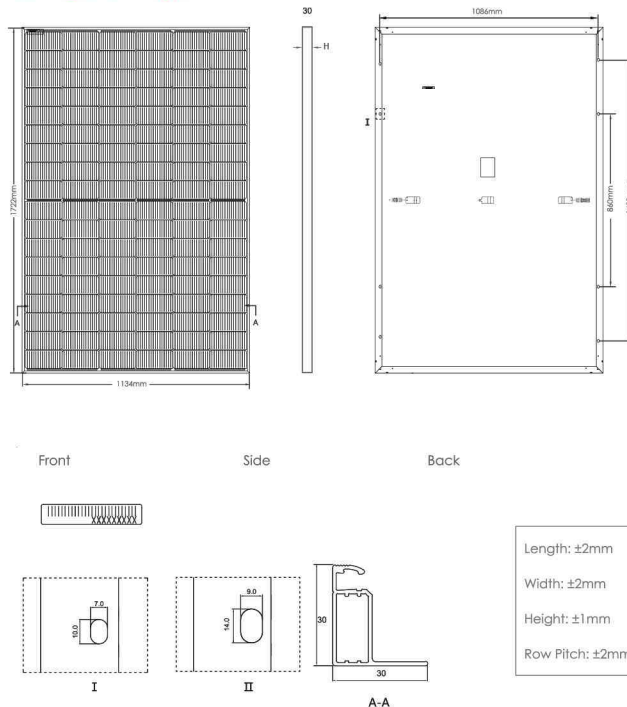 30
1086mm
H
I
1722mm
860mm
A
A
1134mm
Front
Side
Back
7.0
10.0
9.0
14.0
30
30
I
II
A-A
Length: ±2mm
Width: ±2mm
Height: ±1mm
Row Pitch: ±2mm